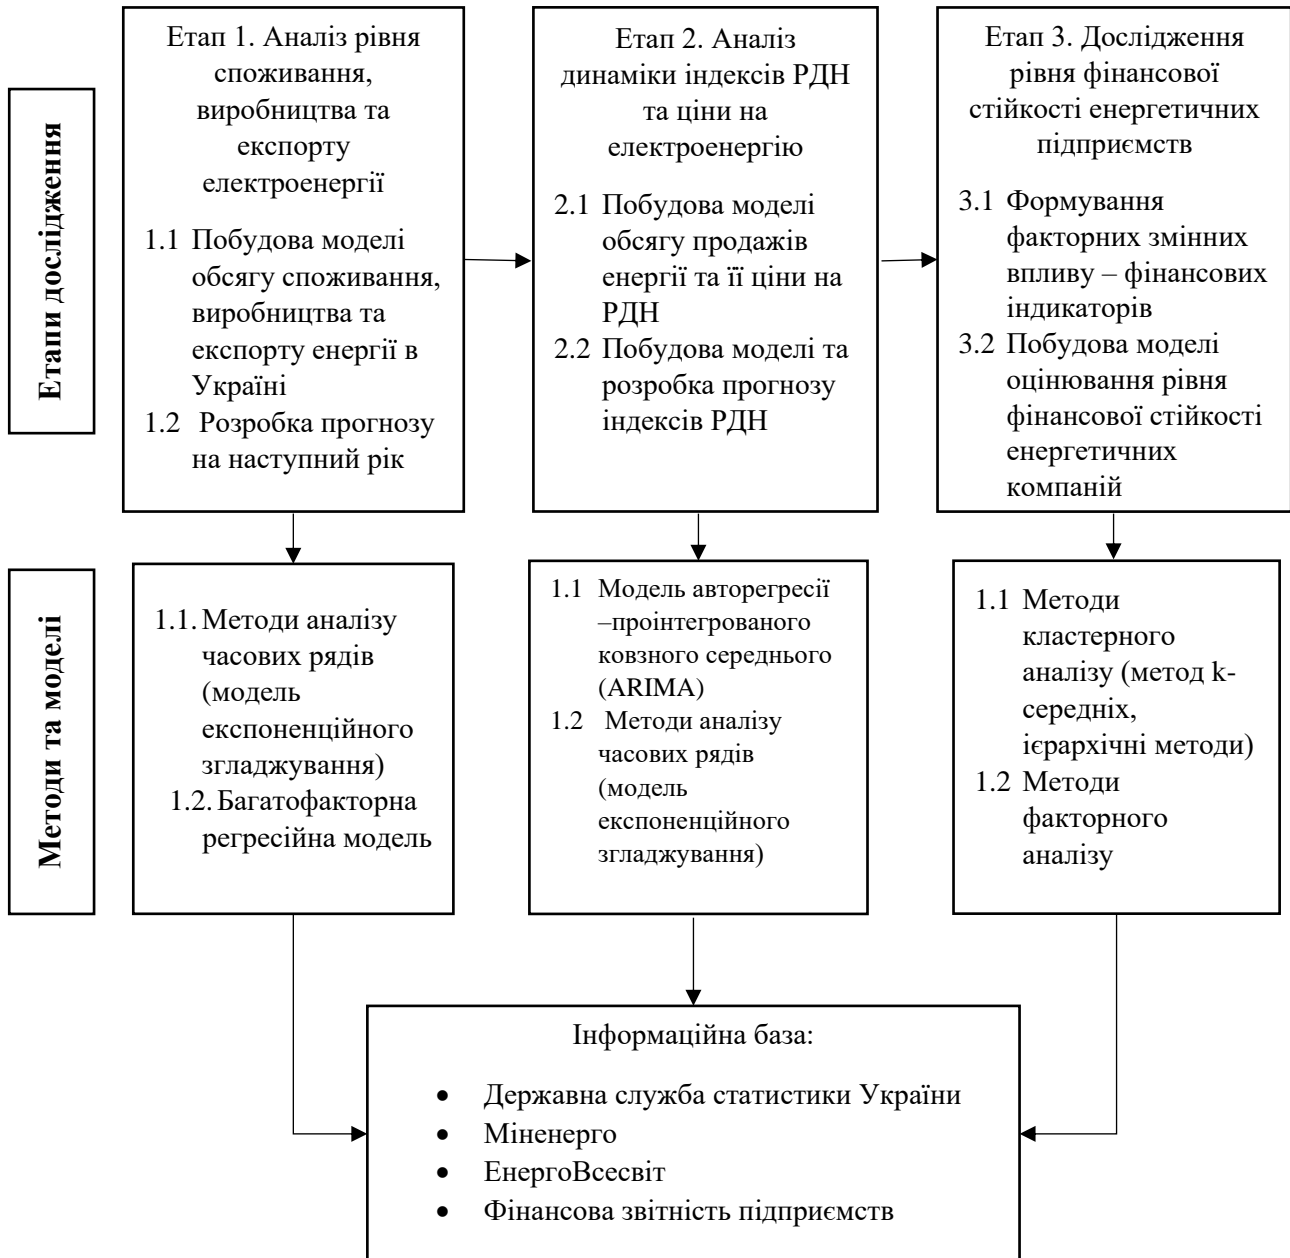 Етапи дослідження
Етап 1. Аналіз рівня
споживання,
виробництва та
експорту
електроенергії
1.1 Побудова моделі
обсягу споживання,
виробництва та
експорту енергії в
Україні
1.2 Розробка прогнозу
на наступний рік
Етап 2. Аналіз
динаміки індексів РДН
та ціни на
електроенергію
2.1 Побудова моделі
обсягу продажів
енергії та її ціни на
РДН
2.2 Побудова моделі та
розробка прогнозу
індексів РДН
Етап 3. Дослідження
рівня фінансової
стійкості енергетичних
підприємств
3.1 Формування
факторних змінних
впливу – фінансових
індикаторів
3.2 Побудова моделі
оцінювання рівня
фінансової стійкості
енергетичних
компаній
Методи та моделі
1.1. Методи аналізу
часових рядів
(модель
експоненційного
згладжування)
1.2. Багатофакторна
регресійна модель
1.1 Модель авторегресії
–проінтегрованого
ковзного середнього
(ARIMA)
1.2 Методи аналізу
часових рядів
(модель
експоненційного
згладжування)
1.1 Методи
кластерного
аналізу (метод k-
середніх,
ієрархічні методи)
1.2 Методи
факторного
аналізу
Інформаційна база:
• Державна служба статистики України
• Міненерго
• ЕнергоВсесвіт
• Фінансова звітність підприємств